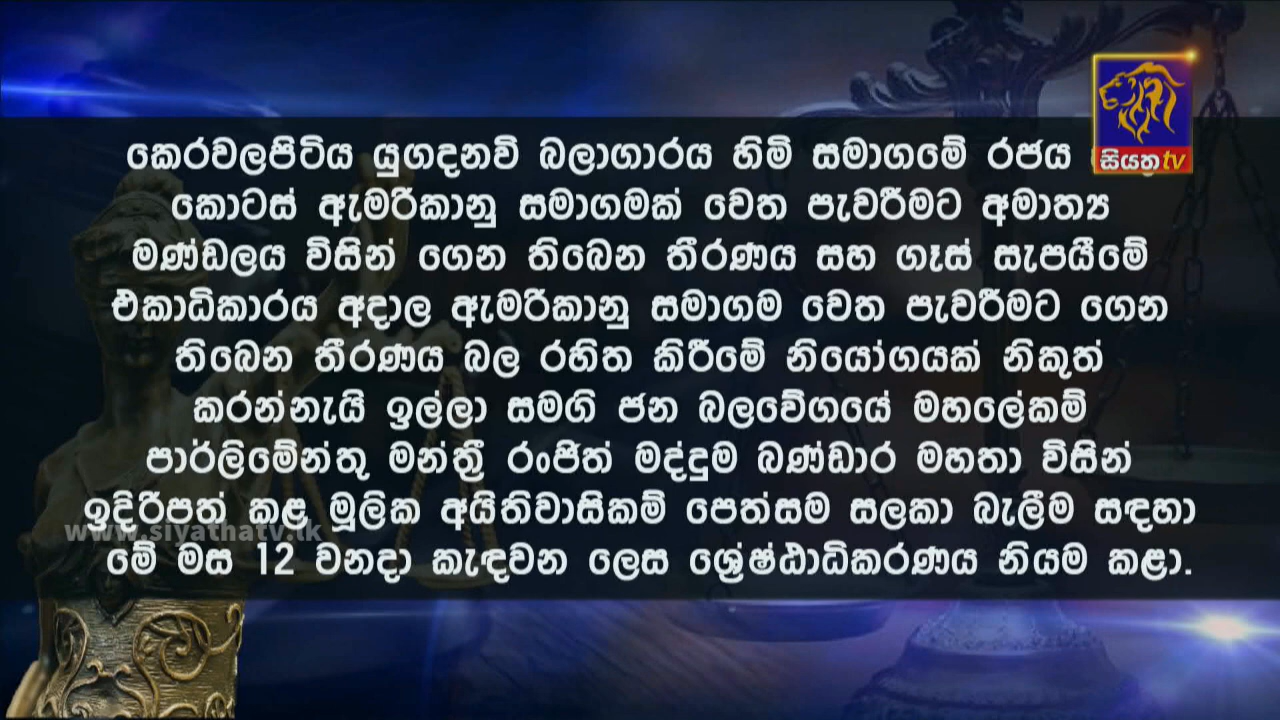 කෙරවලපිටිය යුගදනවි බලාගාරය හිමි සමාගමේ රජය
කොටස් ඇමරිකානු සමාගමක් වෙත පැවරීමට අමාත්‍ය
මණ්ඩලය විසින් ගෙන තිබෙන තීරණය සහ ගෑස් සැපයීමේ
එකාධිකාරය අදාල ඇමරිකානු සමාගම වෙත පැවරීමට ගෙන
තිබෙන තීරණය බල රහිත කිරීමේ නියෝගයක් නිකුත්
කරන්නැයි ඉල්ලා සමගි ජන බලවේගයේ මහලේකම්
පාර්ලිමේන්තු මන්ත්‍රී රංජිත් මද්දුම බණ්ඩාර මහතා විසින්
ඉදිරිපත් කළ මූලික අයිතිවාසිකම් පෙත්සම සලකා බැලීම සඳහා
මේ මස 12 වනදා කැඳවන ලෙස ශ්‍රේෂ්ඨාධිකරණය නියම කළා.
සියත tv
www.siyathatv.lk